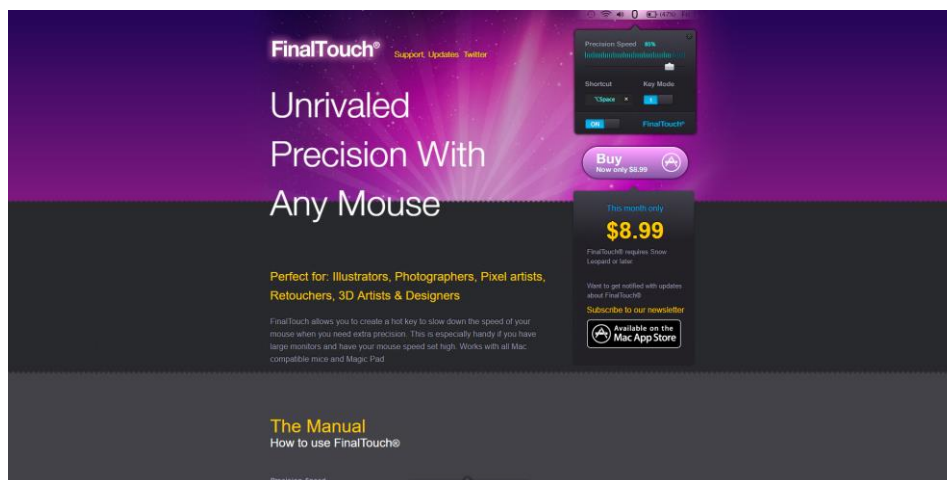 FinalTouch®
Support, Updates Twitter
Unrivaled
Precision With
Any Mouse
Perfect for: Illustrators, Photographers, Pixel artists,
Retouchers, 3D Artists & Designers
FinalTouch allows you to create a hot key to slow down the speed of your
mouse when you need extra precision. This is especially handy if you have
large monitors and have your mouse speed set high. Works with all Mac
compatible mice and Magic Pad
(47%)
Precision Speed 85%
Shortcut Key Mode
⌥Space
ON FinalTouch®
Buy
Now only $8.99
This month only
$8.99
FinalTouch® requires Snow
Leopard or later
Want to get notified with updates
about FinalTouch®
Subscribe to our newsletter
Available on the
Mac App Store
The Manual
How to use FinalTouch®
Precision Speed